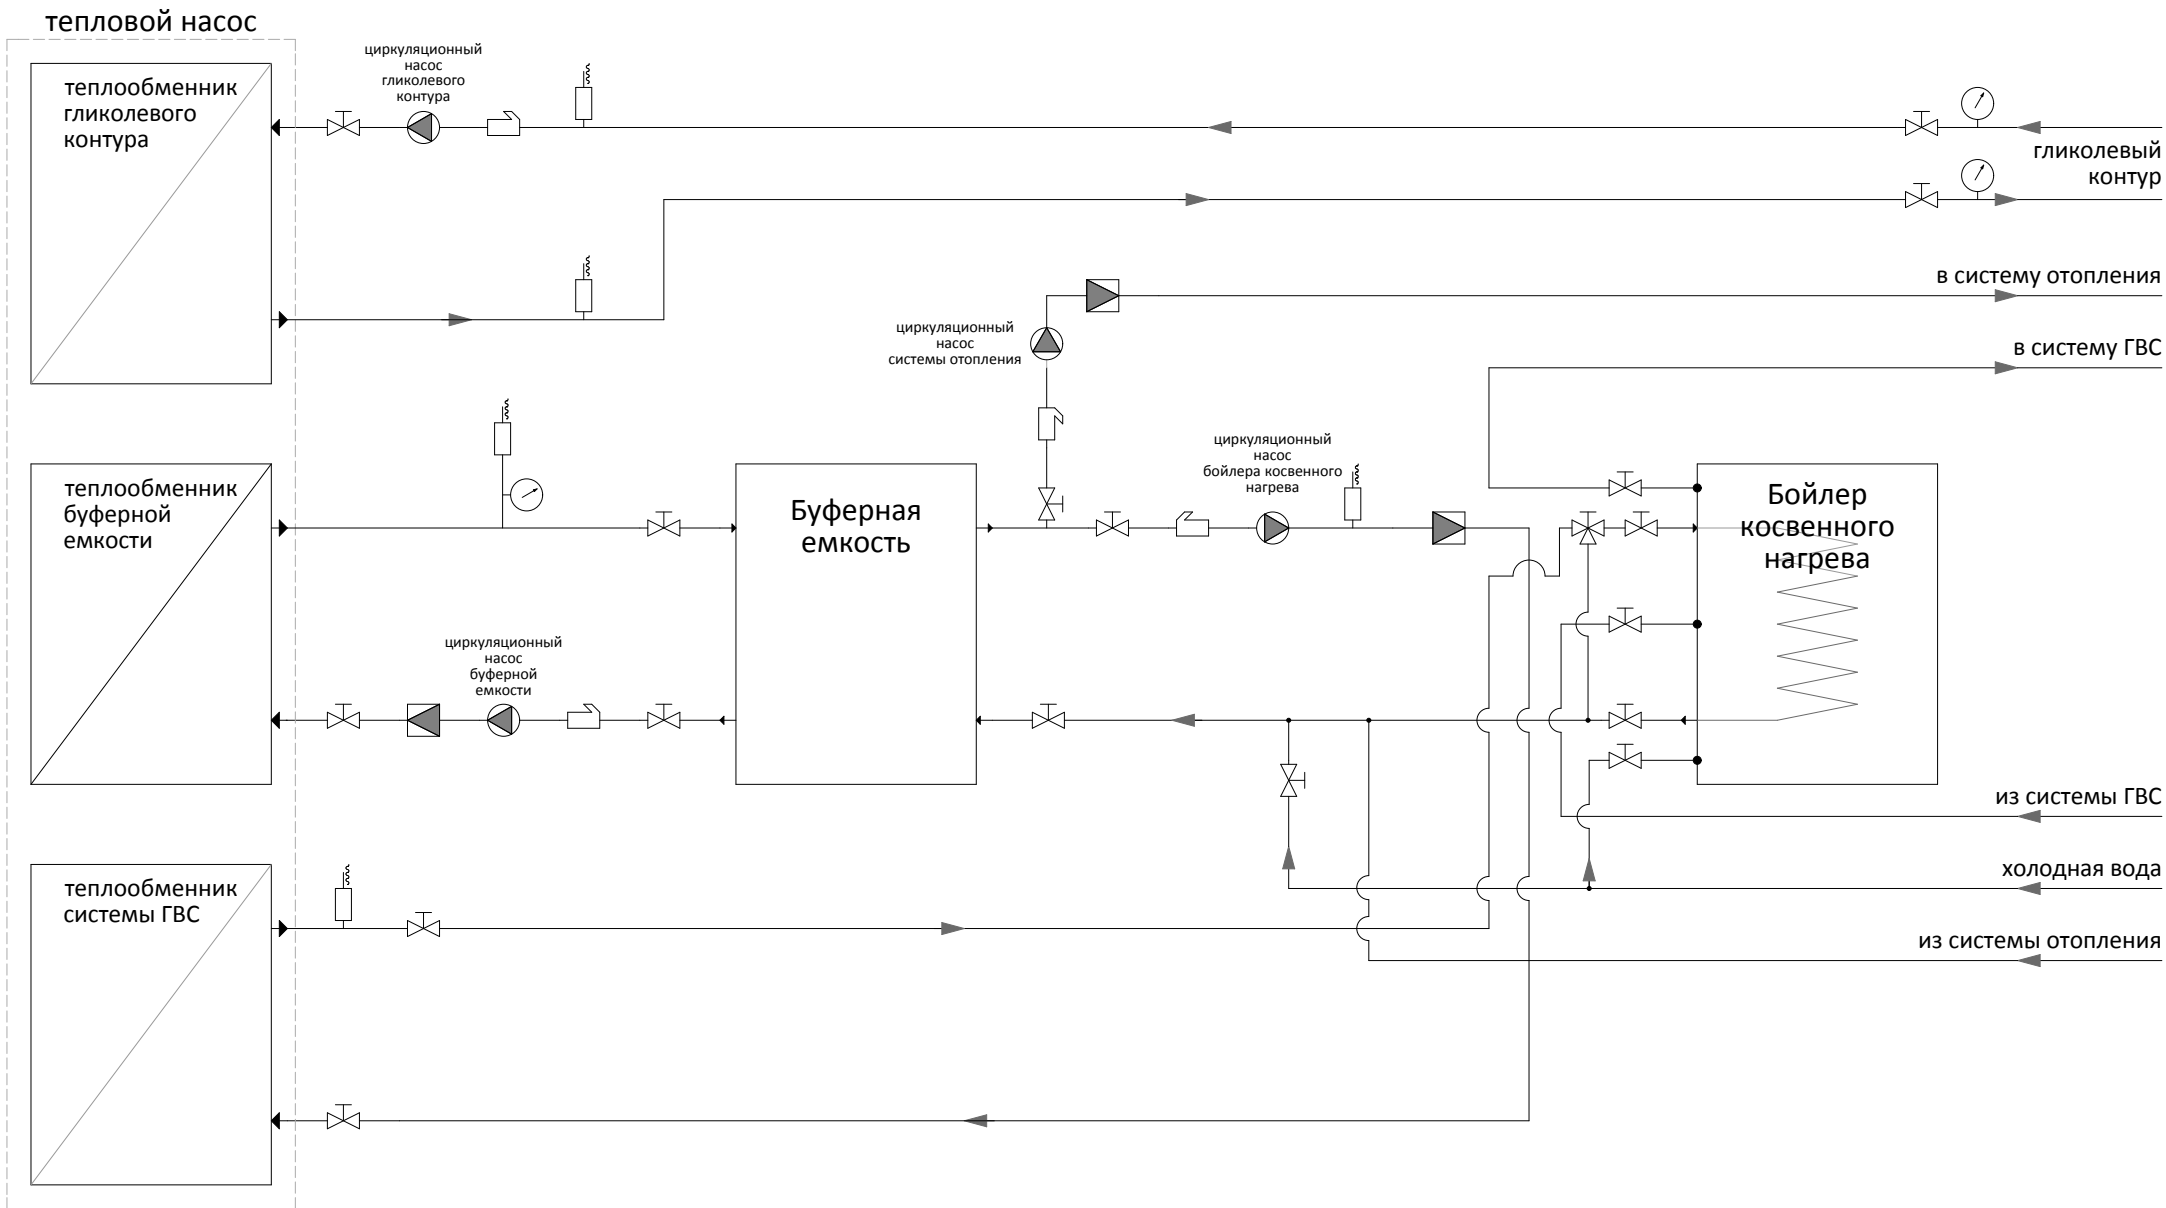 тепловой насос
теплообменник
гликолевого
контура
циркуляционный
насос
гликолевого
контура
гликолевый
контур
в систему отопления
циркуляционный
насос
системы отопления
в систему ГВС
теплообменник
буферной
емкости
Буферная
емкость
циркуляционный
насос
бойлера косвенного
нагрева
Бойлер
косвенного
нагрева
циркуляционный
насос
буферной
емкости
из системы ГВС
теплообменник
системы ГВС
холодная вода
из системы отопления